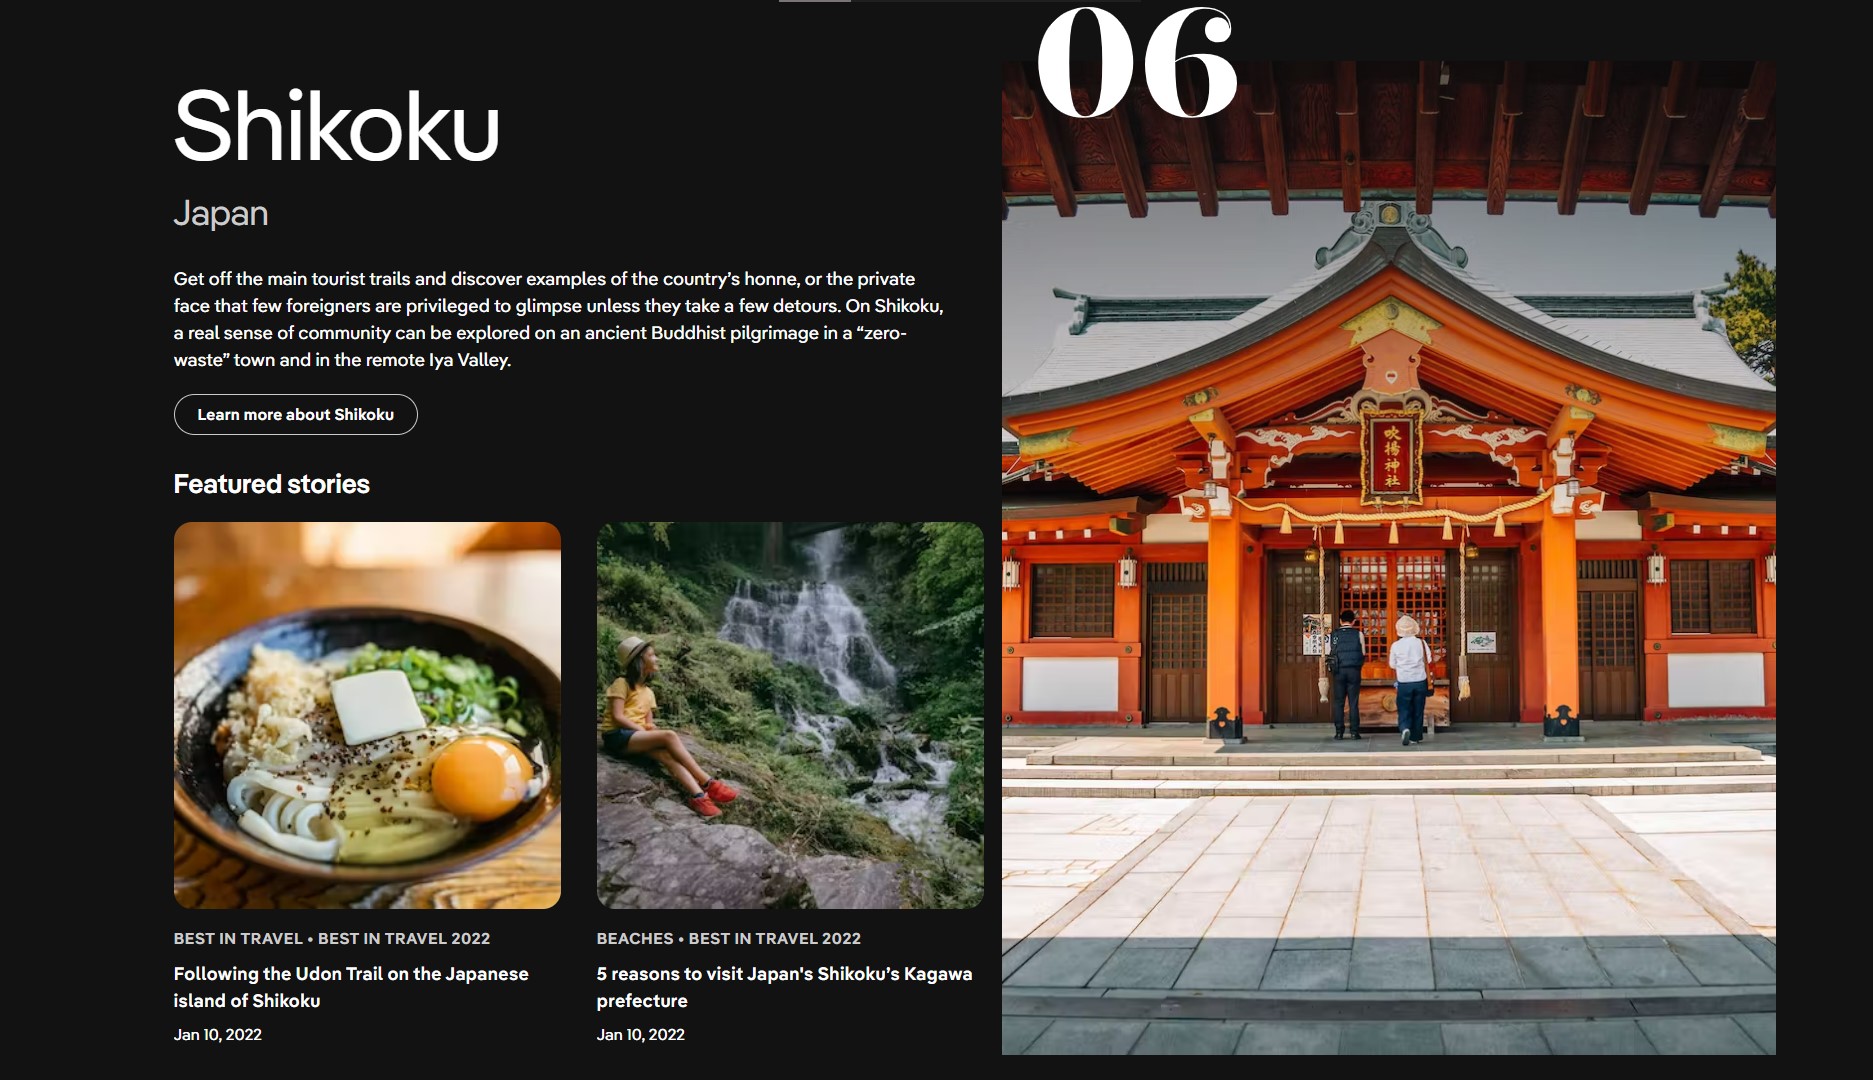 06
Shikoku
Japan
Get off the main tourist trails and discover examples of the country’s honne, or the private
face that few foreigners are privileged to glimpse unless they take a few detours. On Shikoku,
a real sense of community can be explored on an ancient Buddhist pilgrimage in a “zero-
waste” town and in the remote Iya Valley.
Learn more about Shikoku
Featured stories
BEST IN TRAVEL • BEST IN TRAVEL 2022
Following the Udon Trail on the Japanese
island of Shikoku
Jan 10, 2022
BEACHES • BEST IN TRAVEL 2022
5 reasons to visit Japan's Shikoku’s Kagawa
prefecture
Jan 10, 2022
吹揚神社